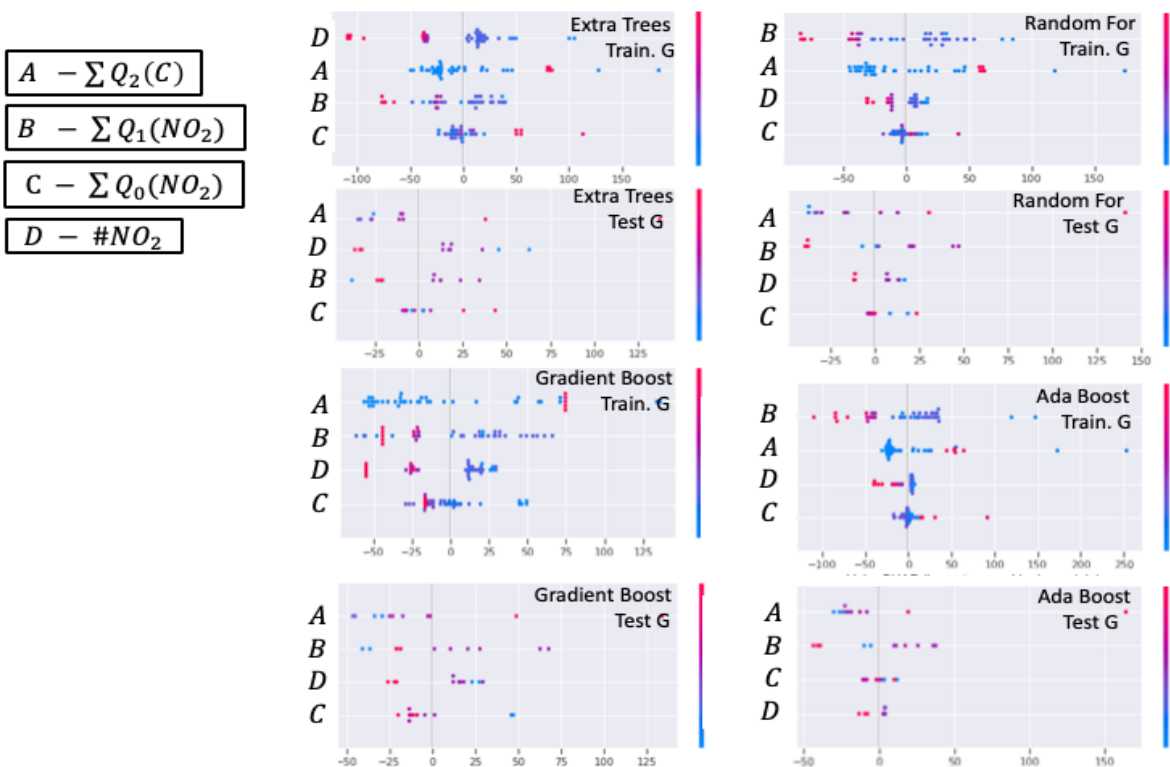 A − ∑ Q₂(C)
B − ∑ Q₁(NO₂)
C − ∑ Q₀(NO₂)
D − #NO₂
Extra Trees
Train. G
D
A
B
C
−100 −50 0 50 100 150
Random For
Train. G
B
A
D
C
−50 0 50 100 150
Extra Trees
Test G
A
D
B
C
−25 0 25 50 75 100 125
Random For
Test G
A
B
D
C
−25 0 25 50 75 100 125 150
Gradient Boost
Train. G
A
B
D
C
−50 −25 0 25 50 75 100 125
Ada Boost
Train. G
B
A
D
C
−100 −50 0 50 100 150 200 250
Gradient Boost
Test G
A
B
D
C
−50 −25 0 25 50 75 100 125
Ada Boost
Test G
A
B
C
D
−50 0 50 100 150